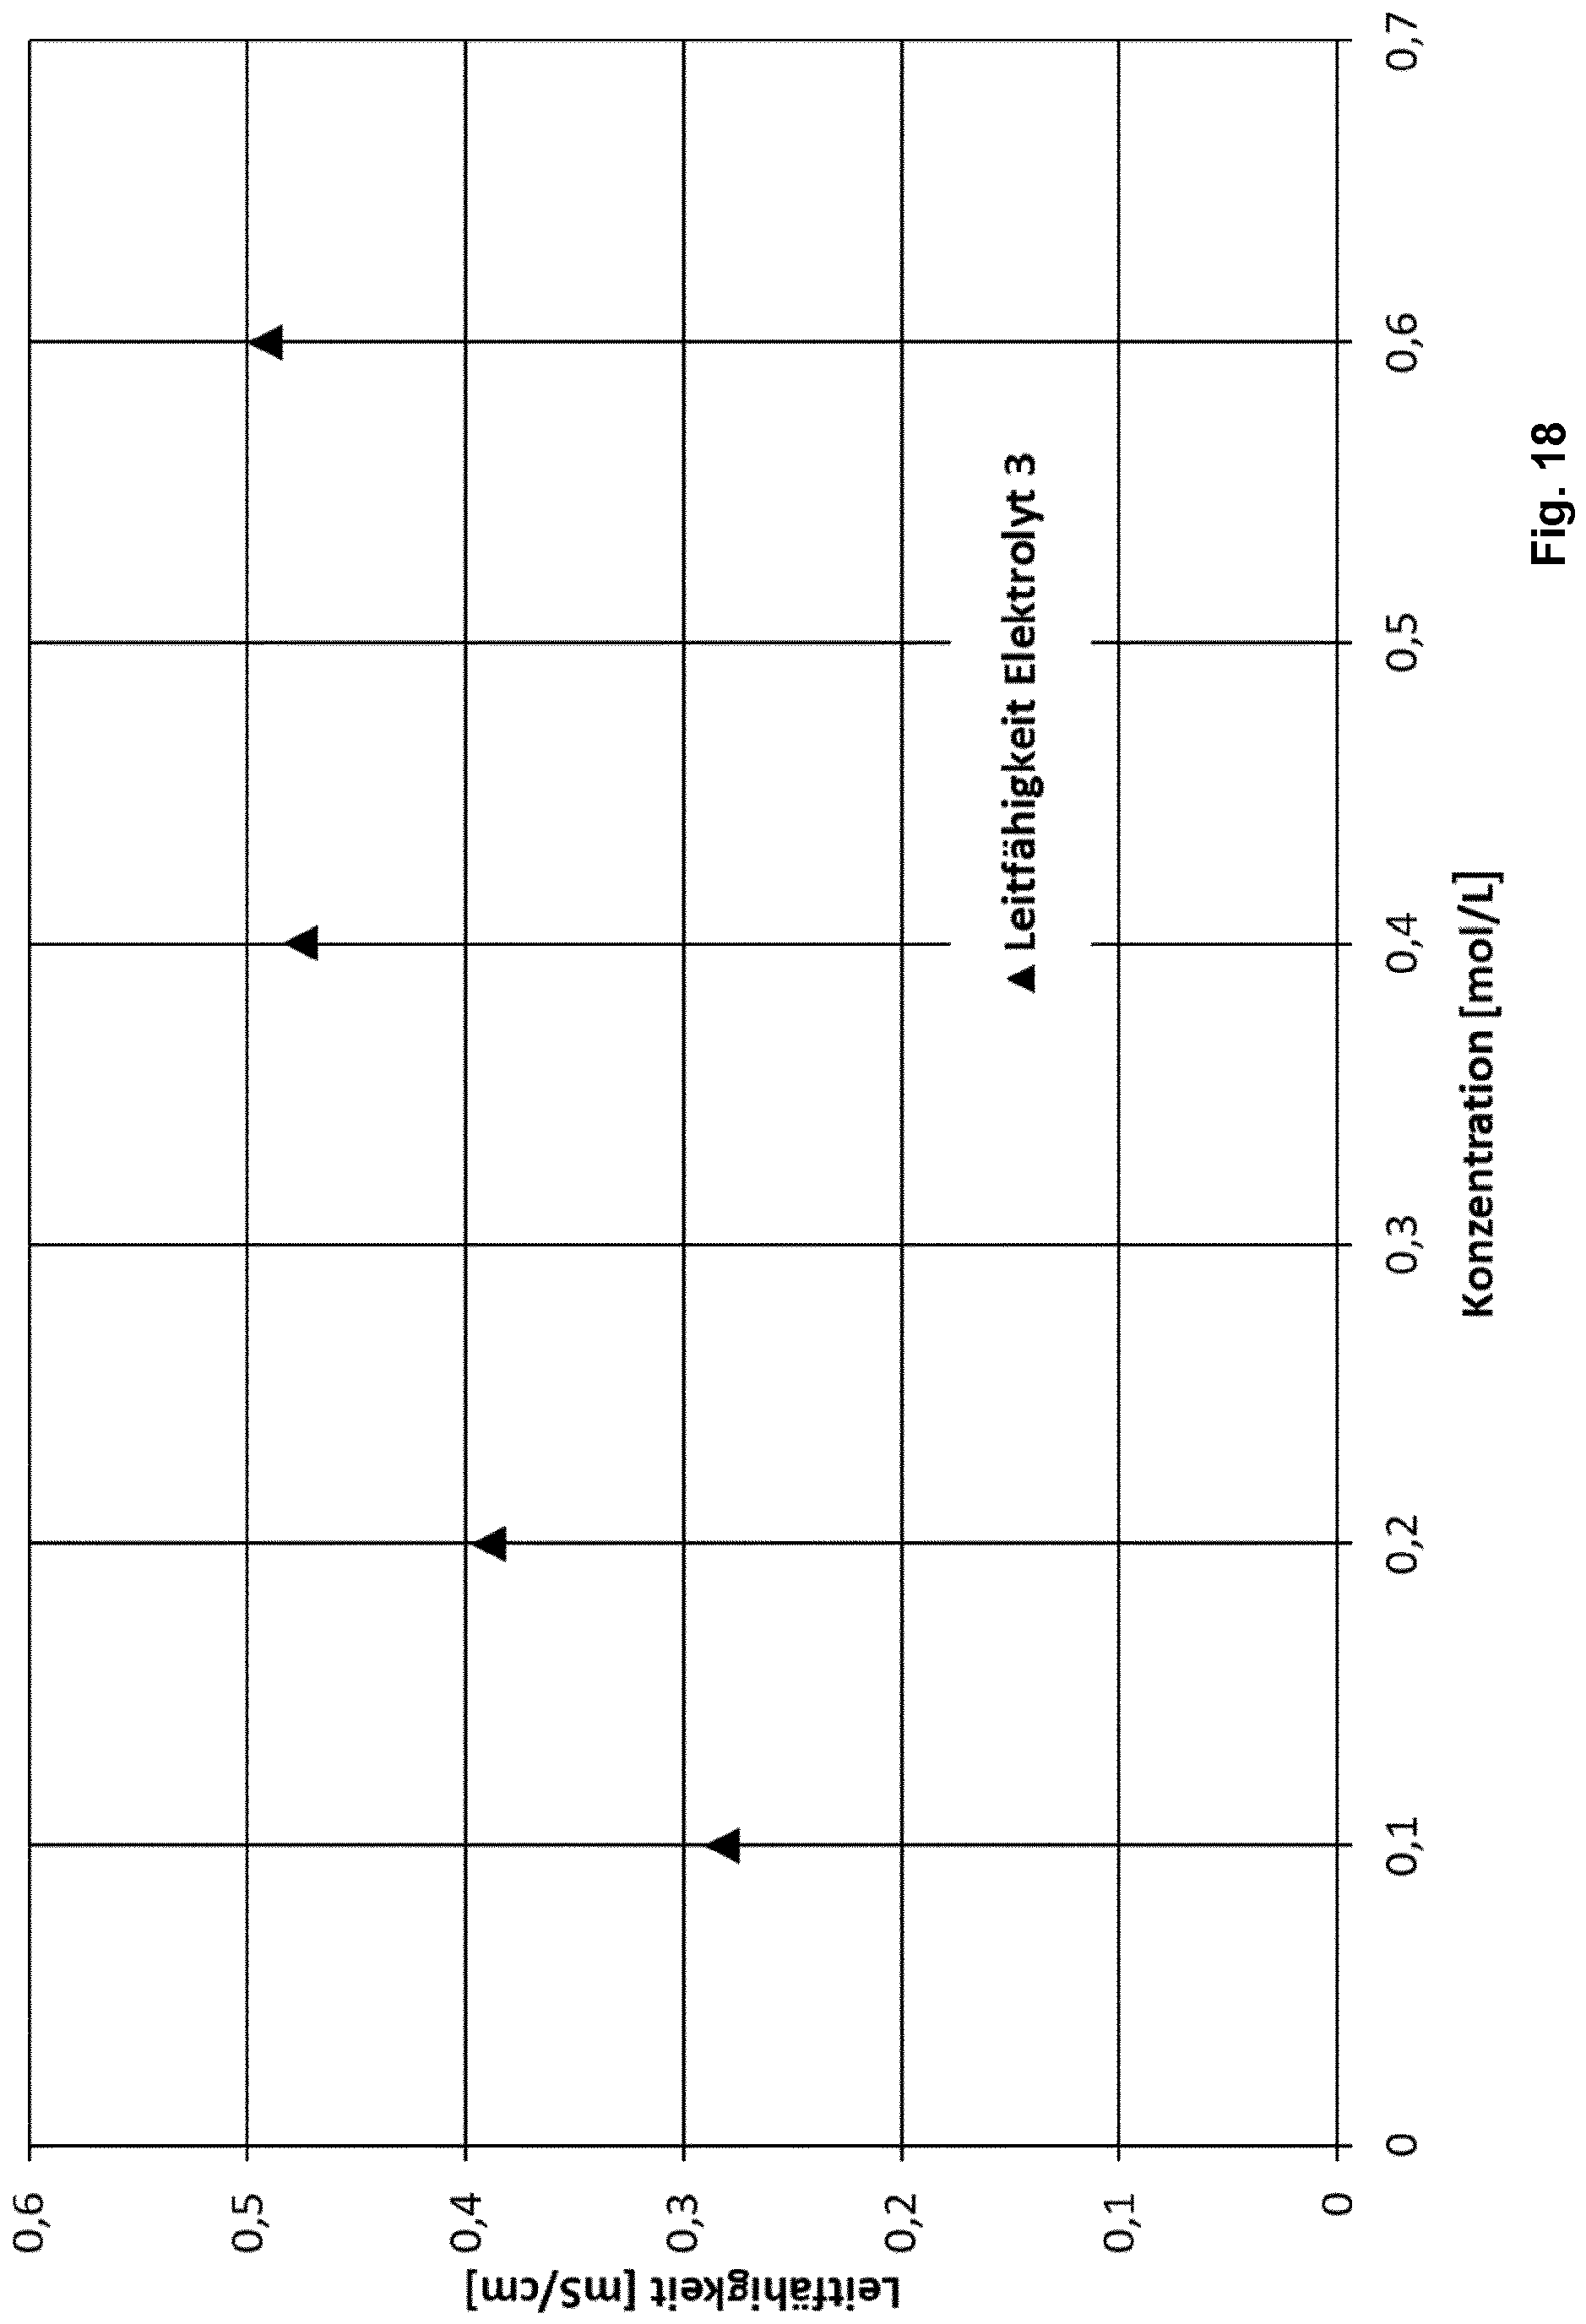 0,6
0,5
0,4
0,3
0,2
0,1
0
Leitfähigkeit [mS/cm]
▲ Leitfähigkeit Elektrolyt 3
0 0,1 0,2 0,3 0,4 0,5 0,6 0,7
Konzentration [mol/L]
Fig. 18